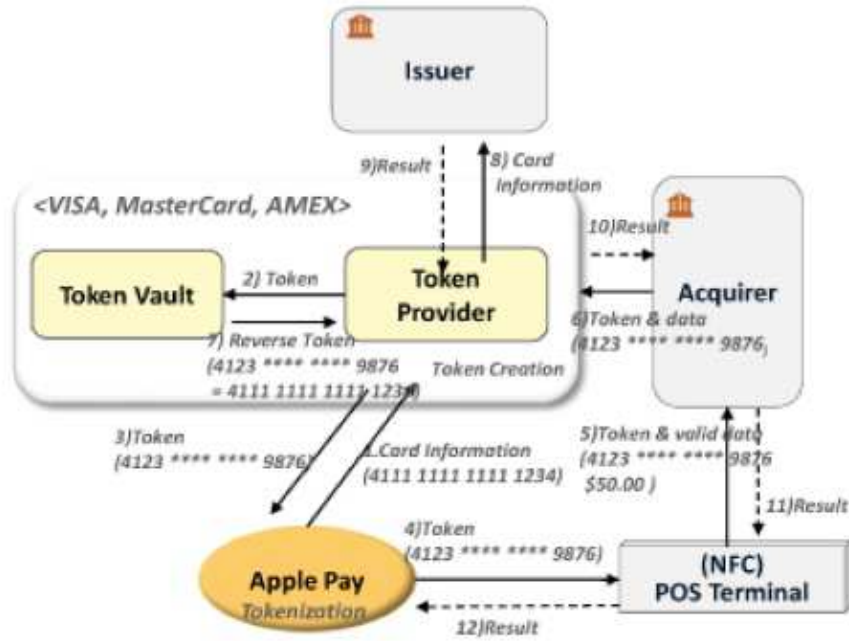 Issuer
9)Result
8) Card
Information
<VISA, MasterCard, AMEX>
10)Result
Token Vault
2) Token
Token
Provider
Acquirer
6)Token & data
(4123 **** **** 9876)
7) Reverse Token
(4123 **** **** 9876
= 4111 1111 1111 1234)
Token Creation
3)Token
(4123 **** **** 9876)
1.Card Information
(4111 1111 1111 1234)
5)Token & valid data
(4123 **** **** 9876
$50.00 )
11)Result
4)Token
(4123 **** **** 9876)
Apple Pay
Tokenization
(NFC)
POS Terminal
12)Result